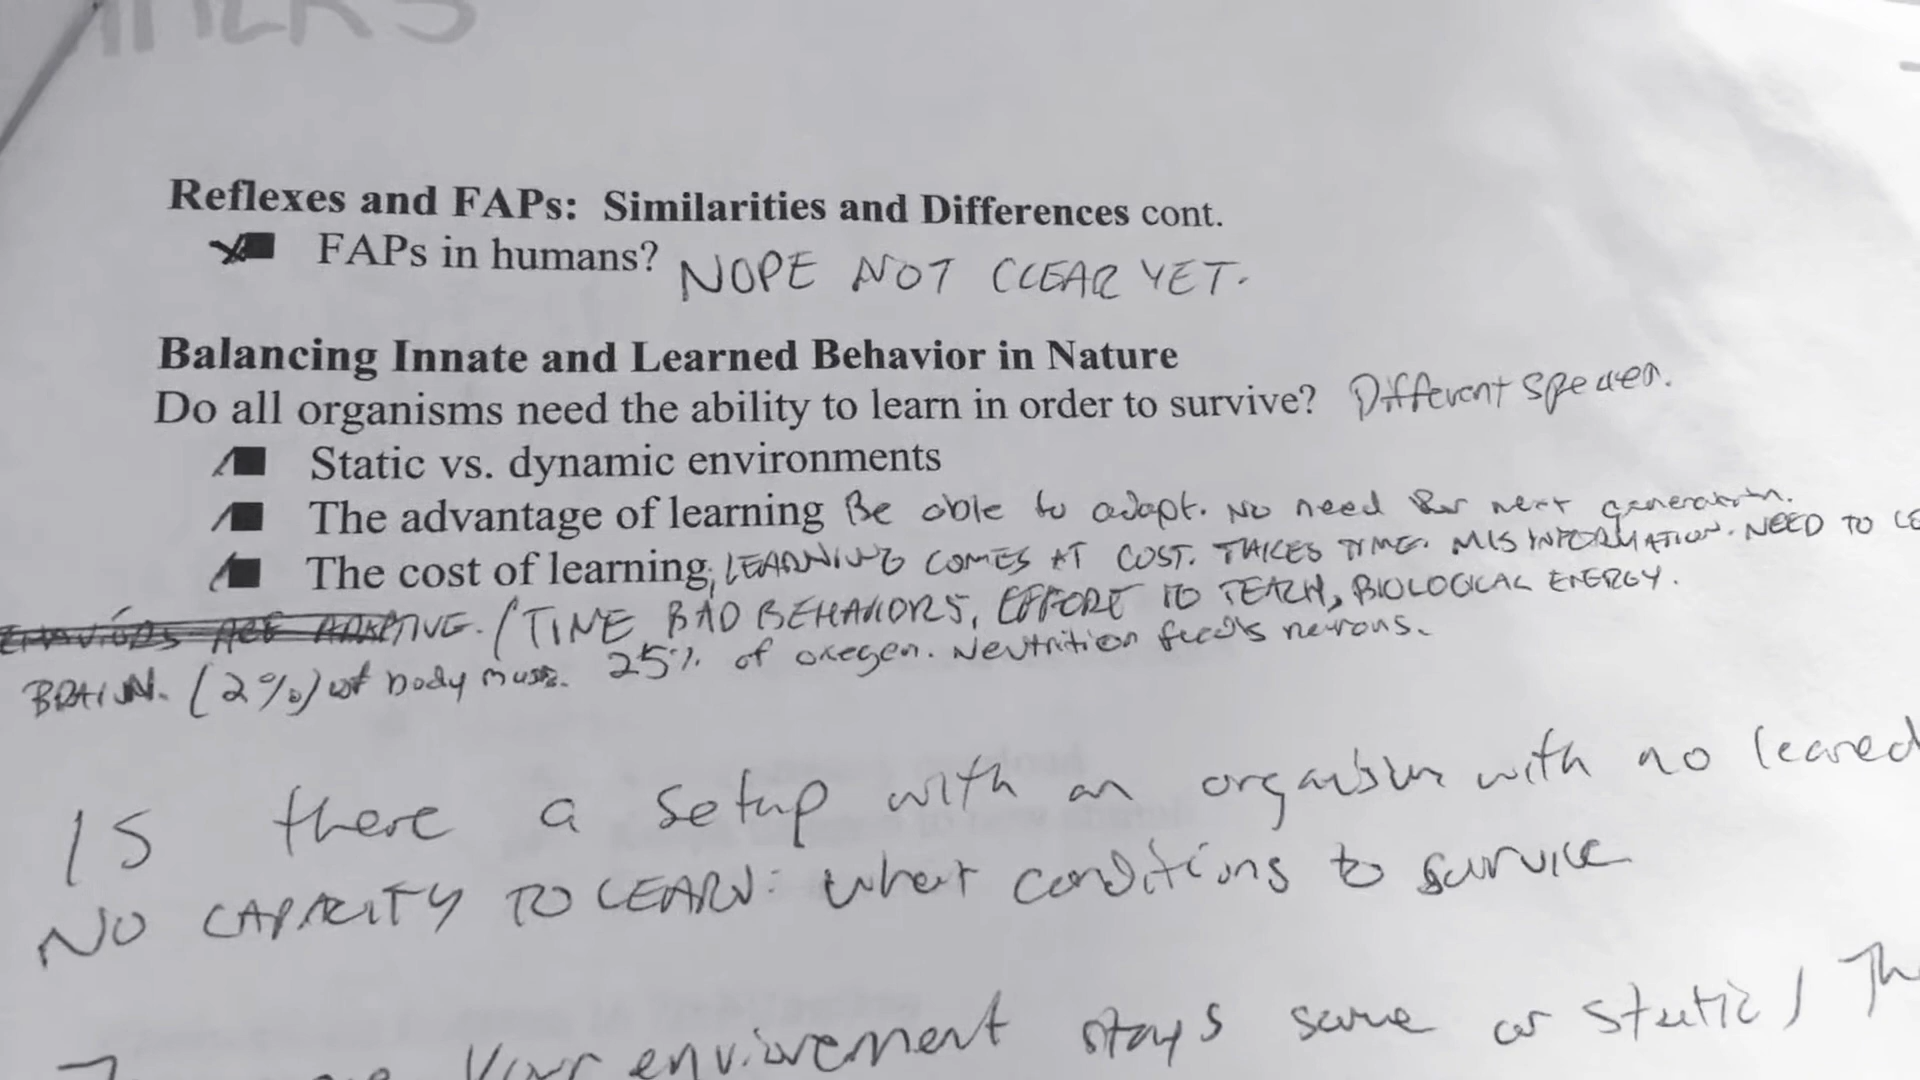 Reflexes and FAPs: Similarities and Differences cont.
FAPs in humans? NOPE NOT CLEAR YET.
Balancing Innate and Learned Behavior in Nature
Do all organisms need the ability to learn in order to survive? Different species.
Static vs. dynamic environments
The advantage of learning Be able to adapt. No need for next generation.
The cost of learning; LEARNING COMES AT COST. TAKES TIME. MISINFORMATION. NEED TO
ARE ADAPTIVE. / TIME BAD BEHAVIORS, EFFORT TO TEACH, BIOLOGICAL ENERGY.
BRAIN. (2%) of body mass. 25% of oxegen. Neutrition feeds neurons.
IS there a setup with an organism with no leared
NO CAPACITY TO LEARN: what conditions to survive
Your enviorement stays same or static /